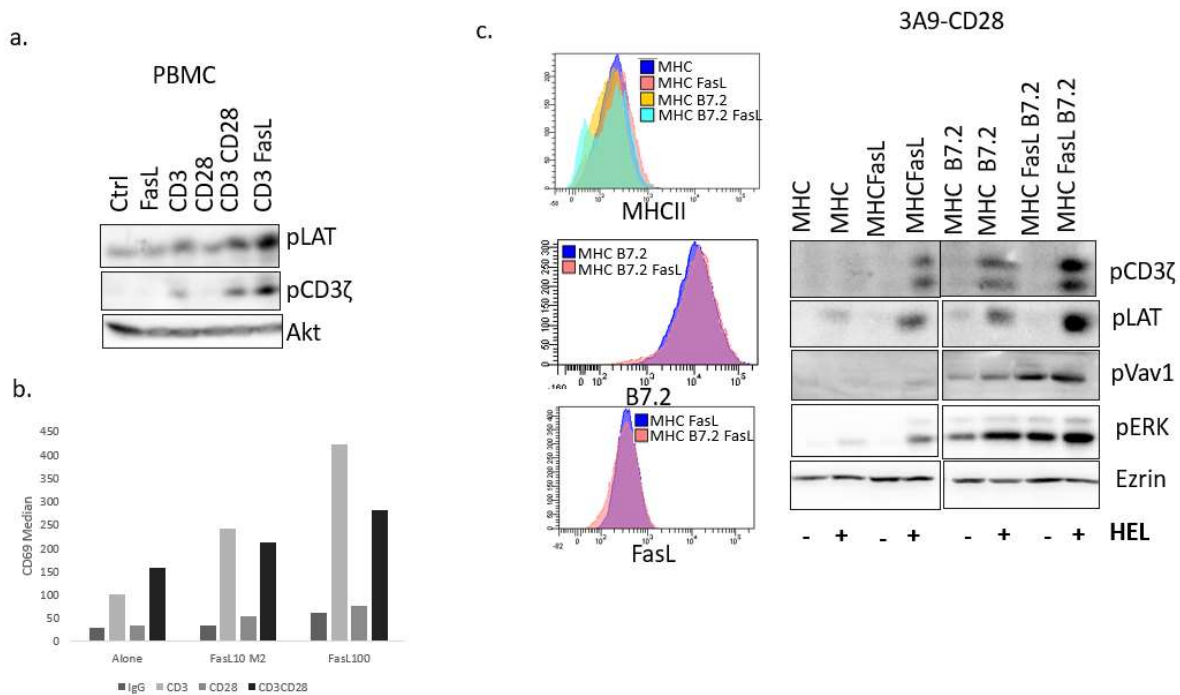 a.
PBMC
Ctrl
FasL
CD3
CD28
CD3 CD28
CD3 FasL
pLAT
pCD3ζ
Akt
b.
450
400
350
300
250
200
150
100
50
0
CD69 Median
Alone
FasL10 M2
FasL100
IgG
CD3
CD28
CD3CD28
c.
MHC
MHC FasL
MHC B7.2
MHC B7.2 FasL
MHCII
MHC B7.2
MHC B7.2 FasL
B7.2
MHC FasL
MHC B7.2 FasL
FasL
3A9-CD28
MHC
MHC
MHCFasL
MHCFasL
MHC B7.2
MHC B7.2
MHC FasL B7.2
MHC FasL B7.2
pCD3ζ
pLAT
pVav1
pERK
Ezrin
- + - + - + - + HEL